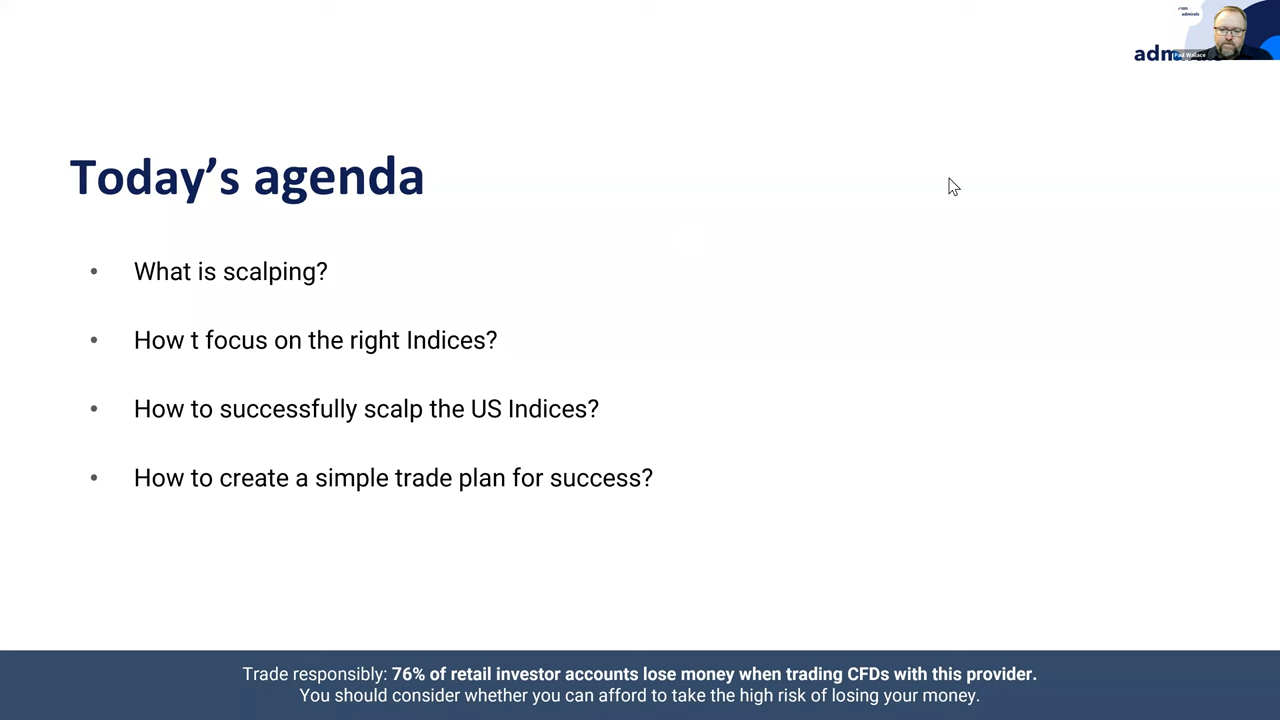 admirals
Paul Wallace
Today’s agenda
• What is scalping?
• How t focus on the right Indices?
• How to successfully scalp the US Indices?
• How to create a simple trade plan for success?
Trade responsibly: 76% of retail investor accounts lose money when trading CFDs with this provider.
You should consider whether you can afford to take the high risk of losing your money.